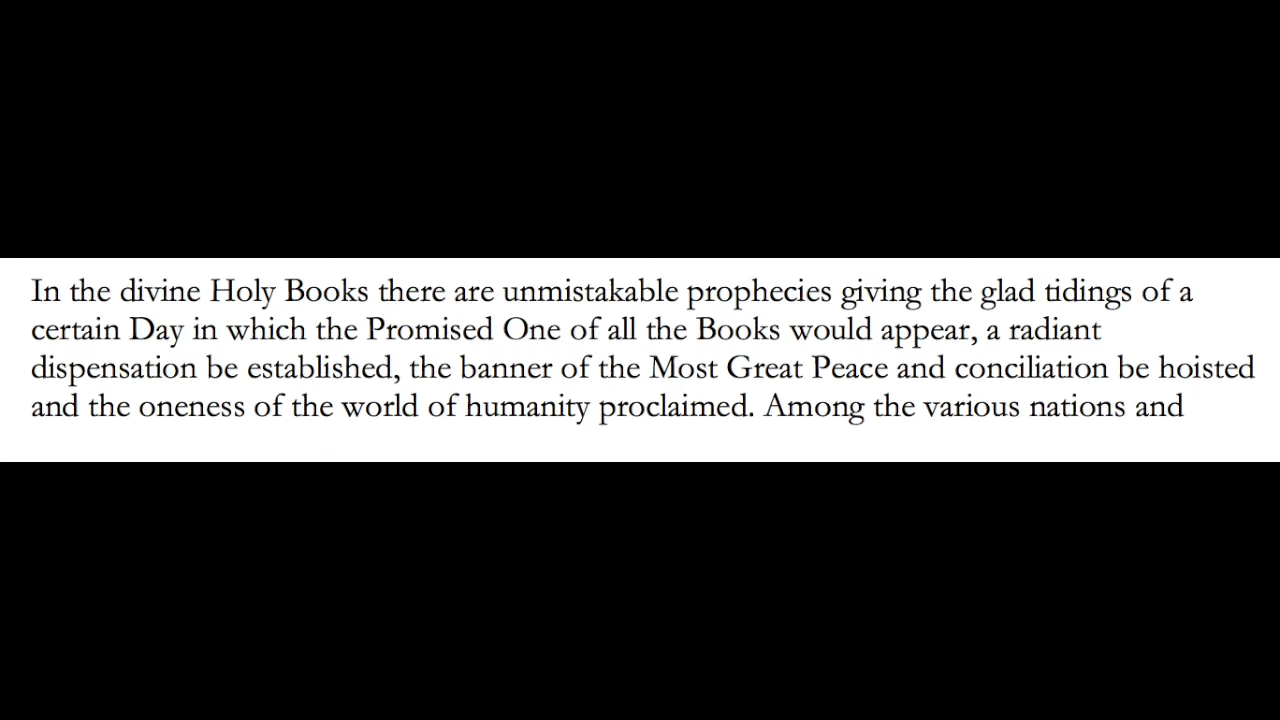 In the divine Holy Books there are unmistakable prophecies giving the glad tidings of a
certain Day in which the Promised One of all the Books would appear, a radiant
dispensation be established, the banner of the Most Great Peace and conciliation be hoisted
and the oneness of the world of humanity proclaimed. Among the various nations and